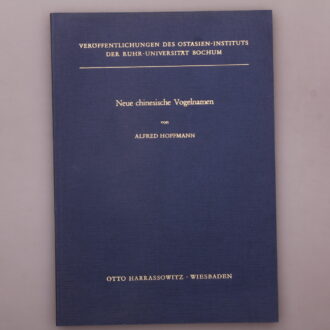 VERÖFFENTLICHUNGEN DES OSTASIEN-INSTITUTS
DER RUHR-UNIVERSITÄT BOCHUM
Neue chinesische Vogelnamen
von
ALFRED HOFFMANN
OTTO HARRASSOWITZ · WIESBADEN